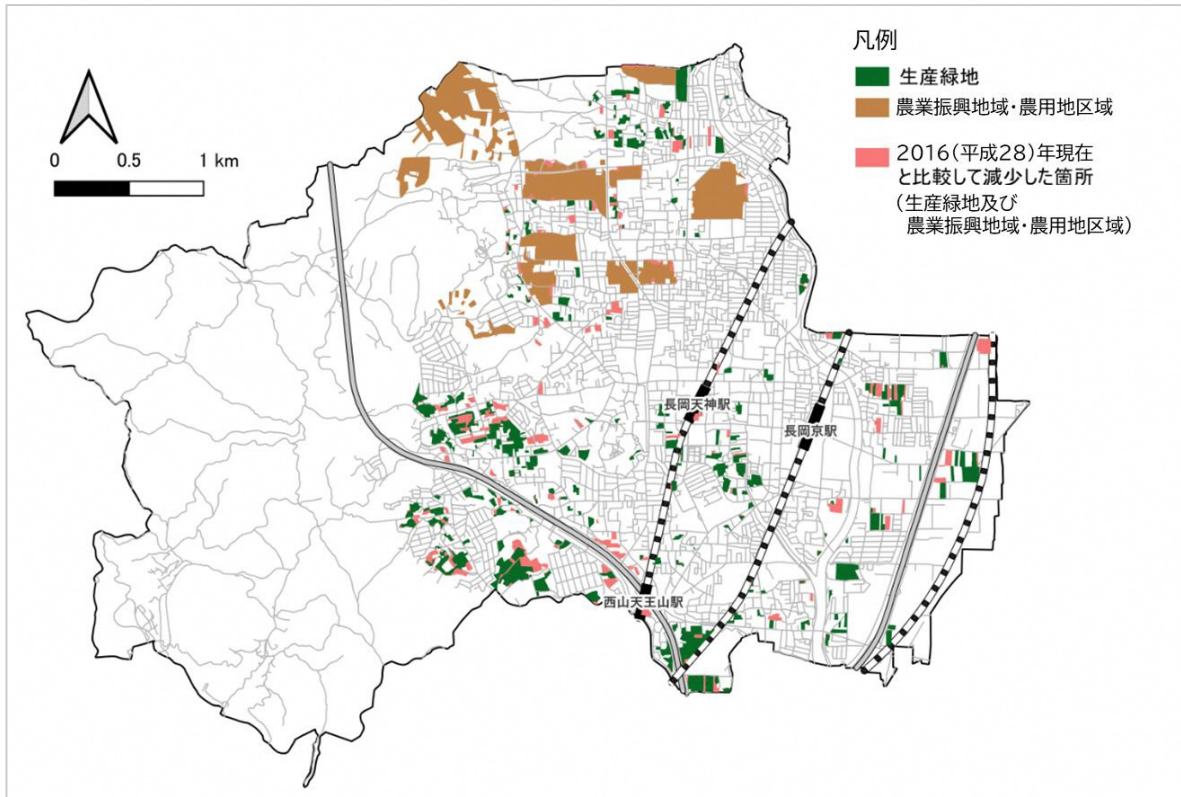 凡例
生産緑地
農業振興地域・農用地区域
2016(平成28)年現在
と比較して減少した箇所
(生産緑地及び
農業振興地域・農用地区域)
0 0.5 1 km
長岡天神駅
長岡京駅
西山天王山駅